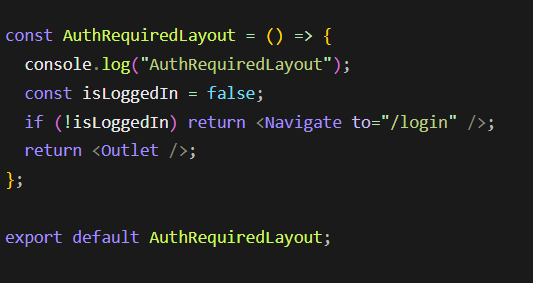 const AuthRequiredLayout = () => {
console.log("AuthRequiredLayout");
const isLoggedIn = false;
if (!isLoggedIn) return <Navigate to="/login" />;
return <Outlet />;
};
export default AuthRequiredLayout;